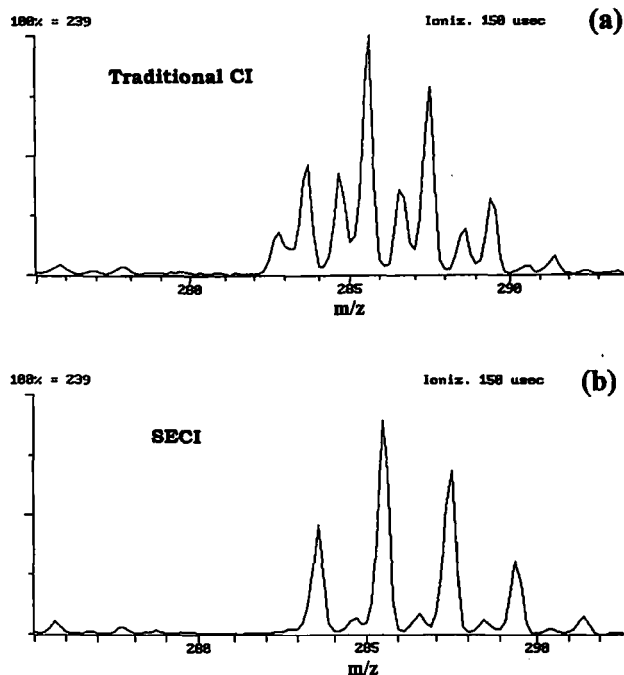 100% = 239 Ioniz. 150 usec (a)
Traditional CI
280 285 290
m/z
100% = 239 Ioniz. 150 usec (b)
SECI
280 285 290
m/z